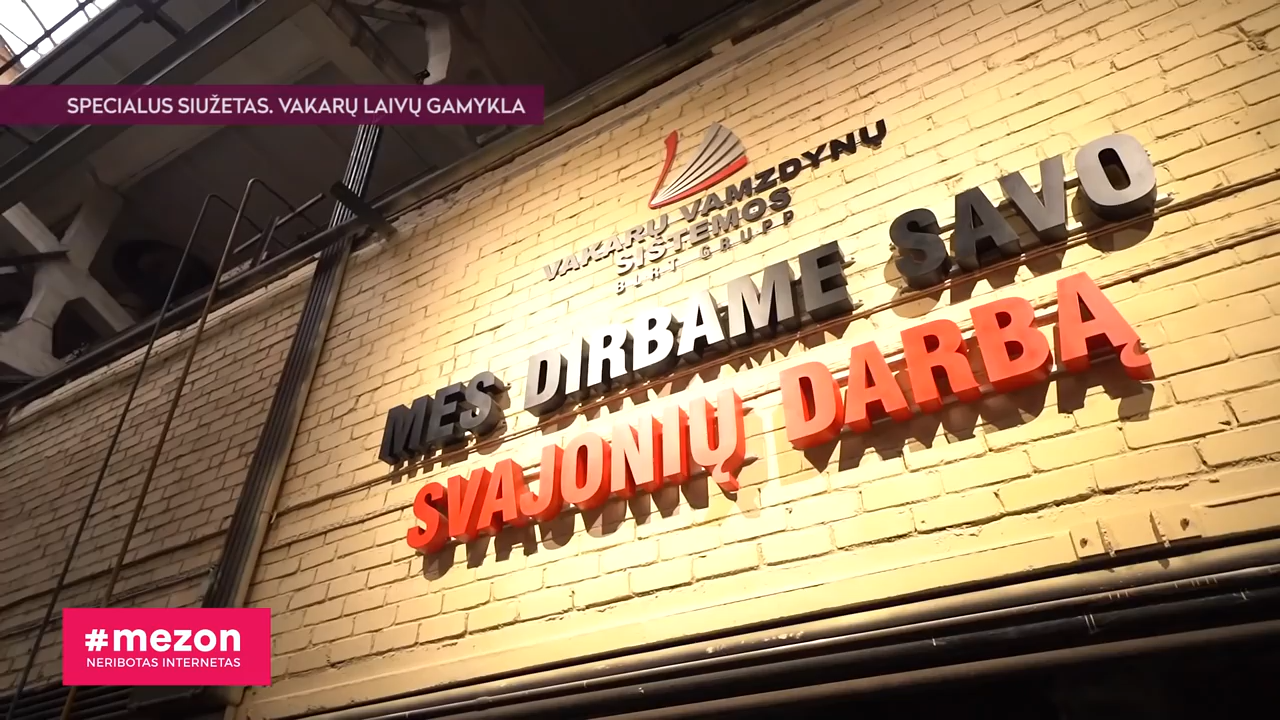 SPECIALUS SIUŽETAS. VAKARŲ LAIVŲ GAMYKLA
VAKARŲ VAMZDYNŲ
SISTEMOS
BLRT GRUPP
MES DIRBAME SAVO
SVAJONIŲ DARBĄ
#mezon
NERIBOTAS INTERNETAS